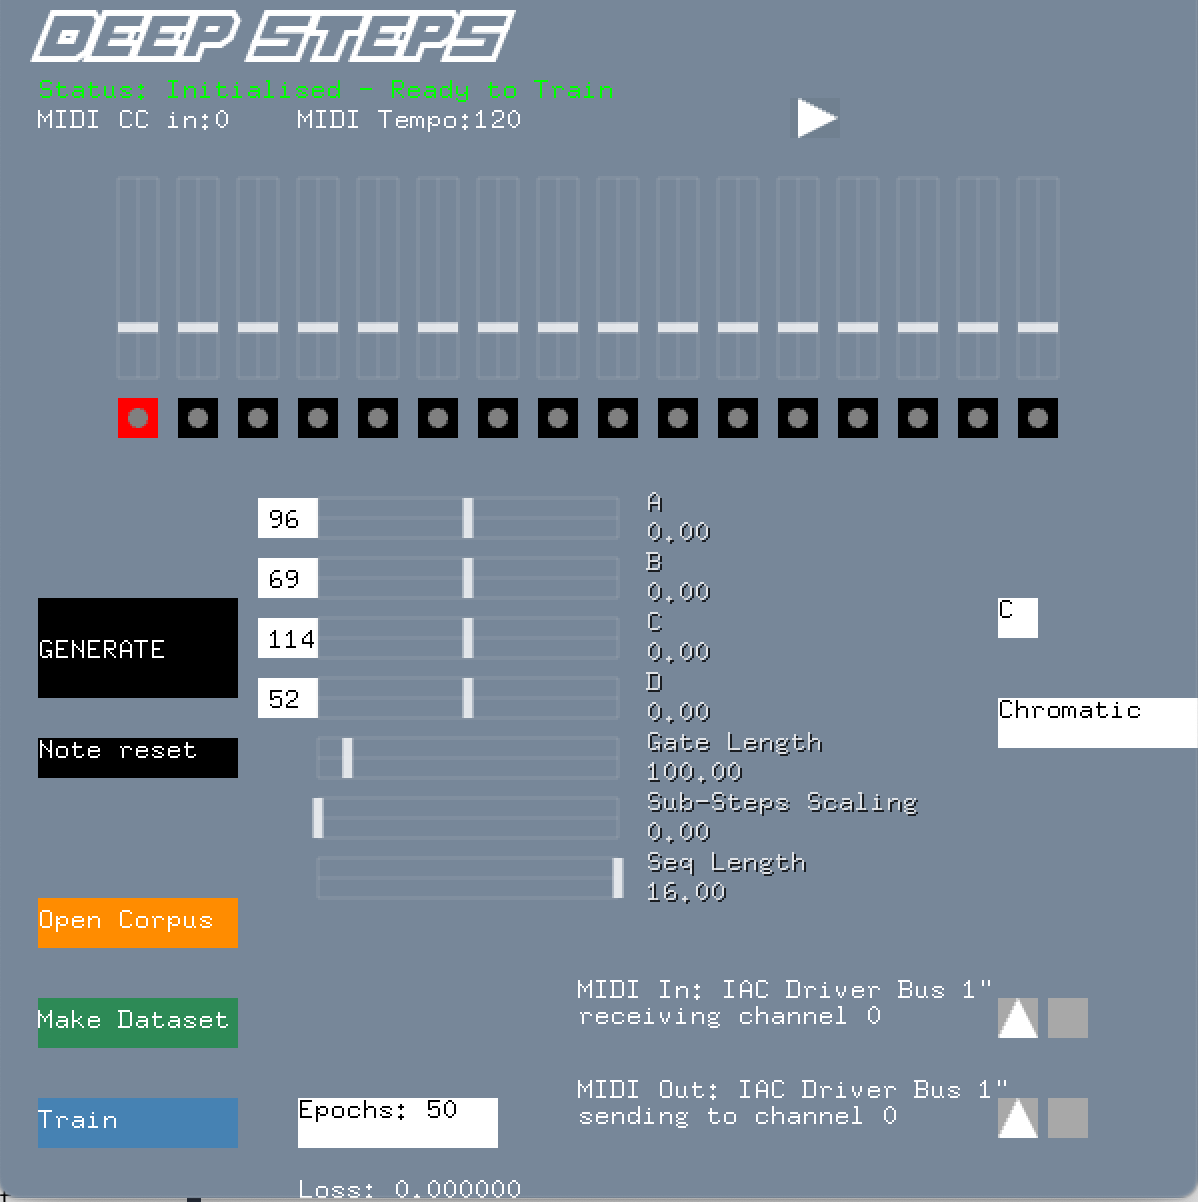 DEEP STEPS
Status: Initialised - Ready to Train
MIDI CC in:0 MIDI Tempo:120
96
A
0.00
69
B
0.00
114
C
0.00
52
D
0.00
GENERATE
C
Note reset
Chromatic
Gate Length
100.00
Sub-Steps Scaling
0.00
Seq Length
16.00
Open Corpus
Make Dataset
Train
Epochs: 50
Loss: 0.000000
MIDI In: IAC Driver Bus 1"
receiving channel 0
MIDI Out: IAC Driver Bus 1"
sending to channel 0